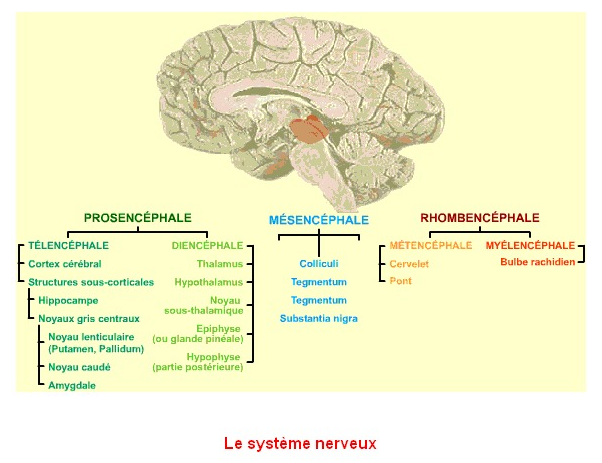 PROSENCÉPHALE
MÉSENCÉPHALE
RHOMBENCÉPHALE
TÉLENCÉPHALE
Cortex cérébral
Structures sous-corticales
Hippocampe
Noyaux gris centraux
Noyau lenticulaire
(Putamen, Pallidum)
Noyau caudé
Amygdale
DIENCÉPHALE
Thalamus
Hypothalamus
Noyau
sous-thalamique
Epiphyse
(ou glande pinéale)
Hypophyse
(partie postérieure)
Colliculi
Tegmentum
Tegmentum
Substantia nigra
MÉTENCÉPHALE
Cervelet
Pont
MYÉLENCÉPHALE
Bulbe rachidien
Le système nerveux